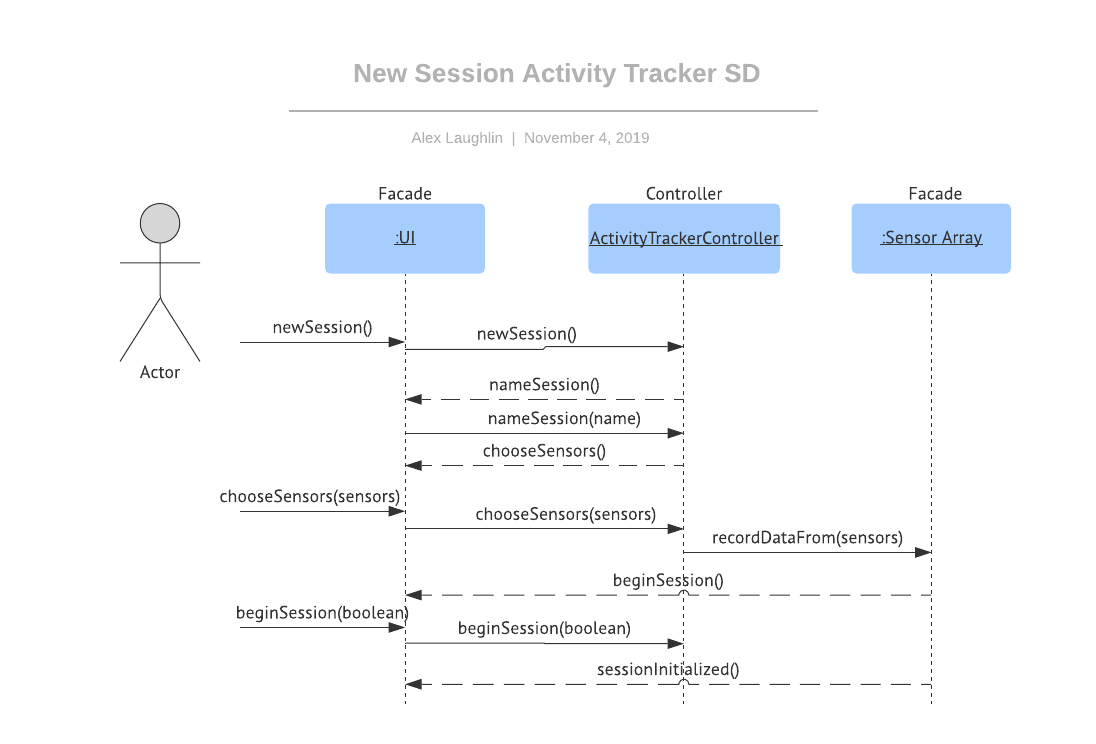 New Session Activity Tracker SD
Alex Laughlin | November 4, 2019
Facade
Controller
Facade
:UI
ActivityTrackerController
:Sensor Array
newSession()
newSession()
Actor
nameSession()
nameSession(name)
chooseSensors()
chooseSensors(sensors)
chooseSensors(sensors)
recordDataFrom(sensors)
beginSession()
beginSession(boolean)
beginSession(boolean)
sessionInitialized()